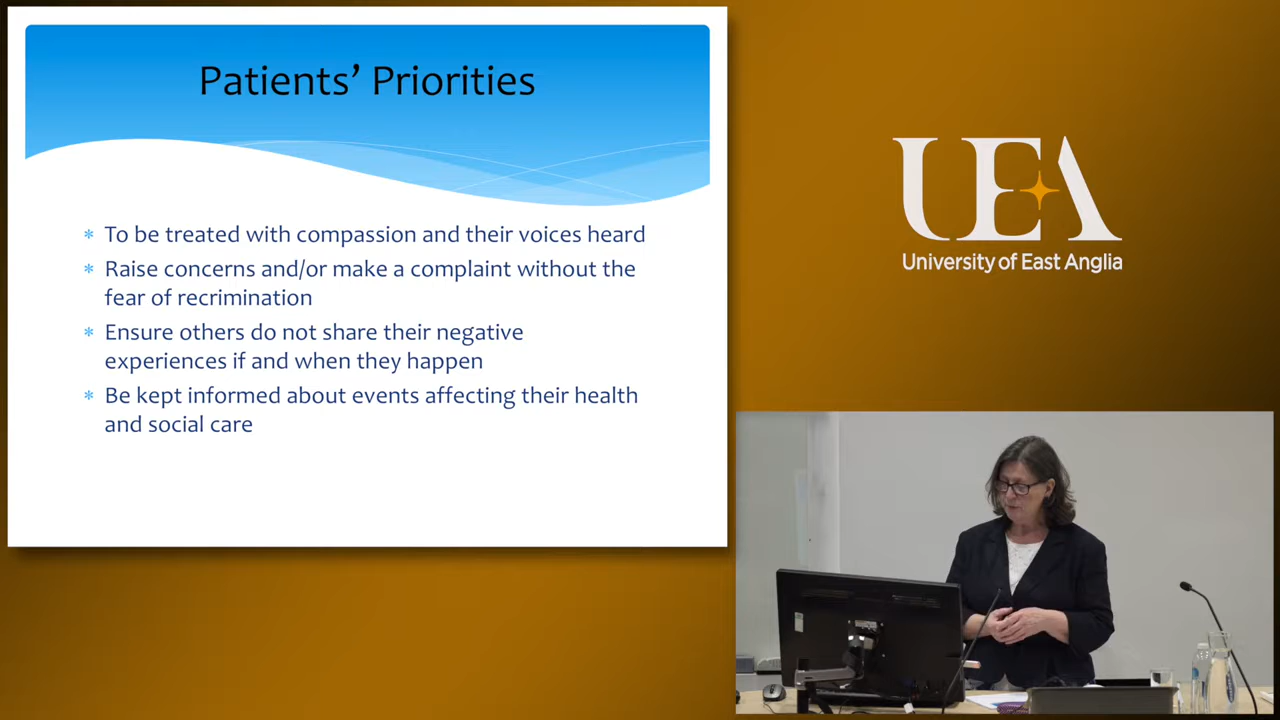 Patients’ Priorities
* To be treated with compassion and their voices heard
* Raise concerns and/or make a complaint without the
fear of recrimination
* Ensure others do not share their negative
experiences if and when they happen
* Be kept informed about events affecting their health
and social care
UEA
University of East Anglia